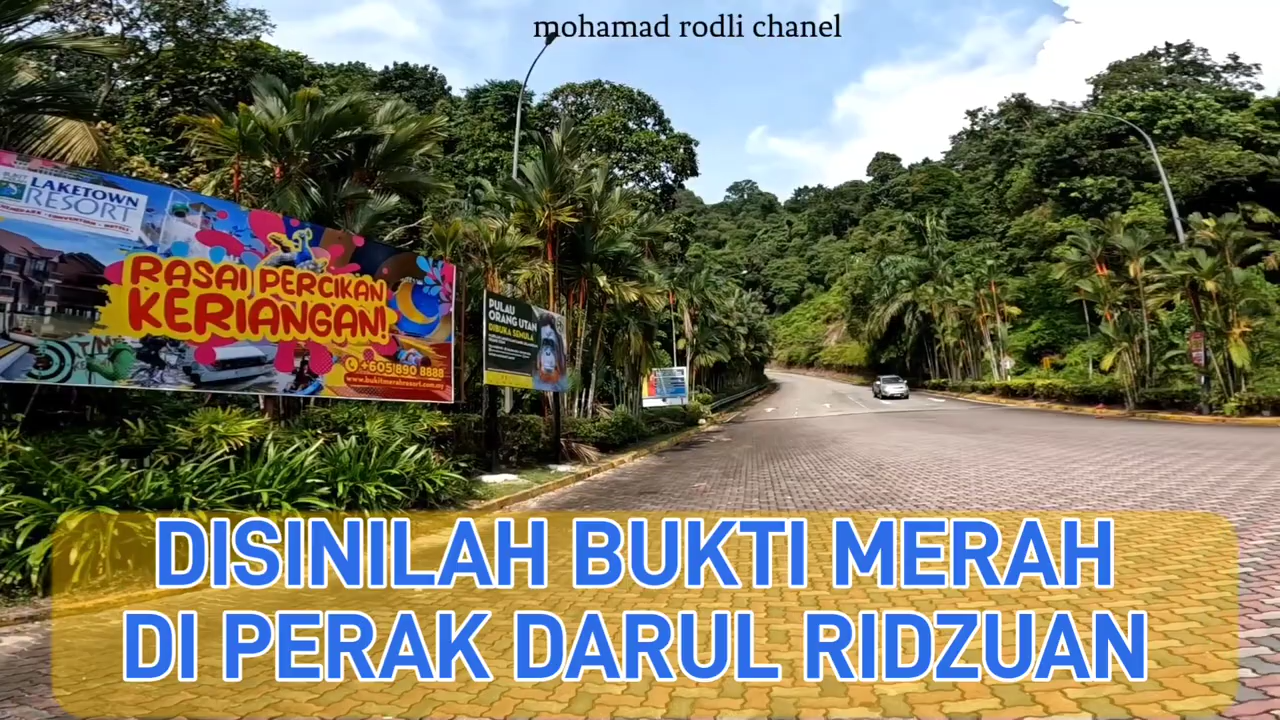 mohamad rodli chanel
BUKIT
LAKETOWN
RESORT
RASAI PERCIKAN
KERIANGAN!
+605 890 8888
www.bukitmerahresort.com.my
PULAU
ORANG UTAN
DIBUKA SEMULA
DISINILAH BUKTI MERAH
DI PERAK DARUL RIDZUAN